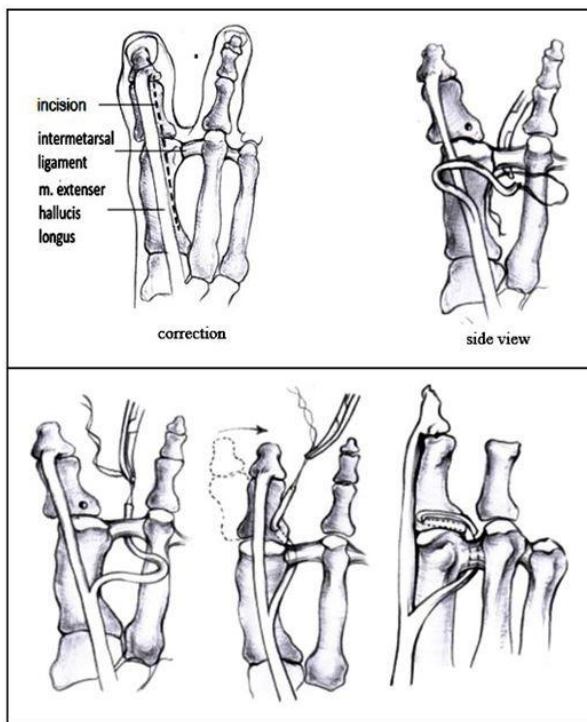 incision
intermetarsal
ligament
m. extenser
hallucis
longus
correction
side view